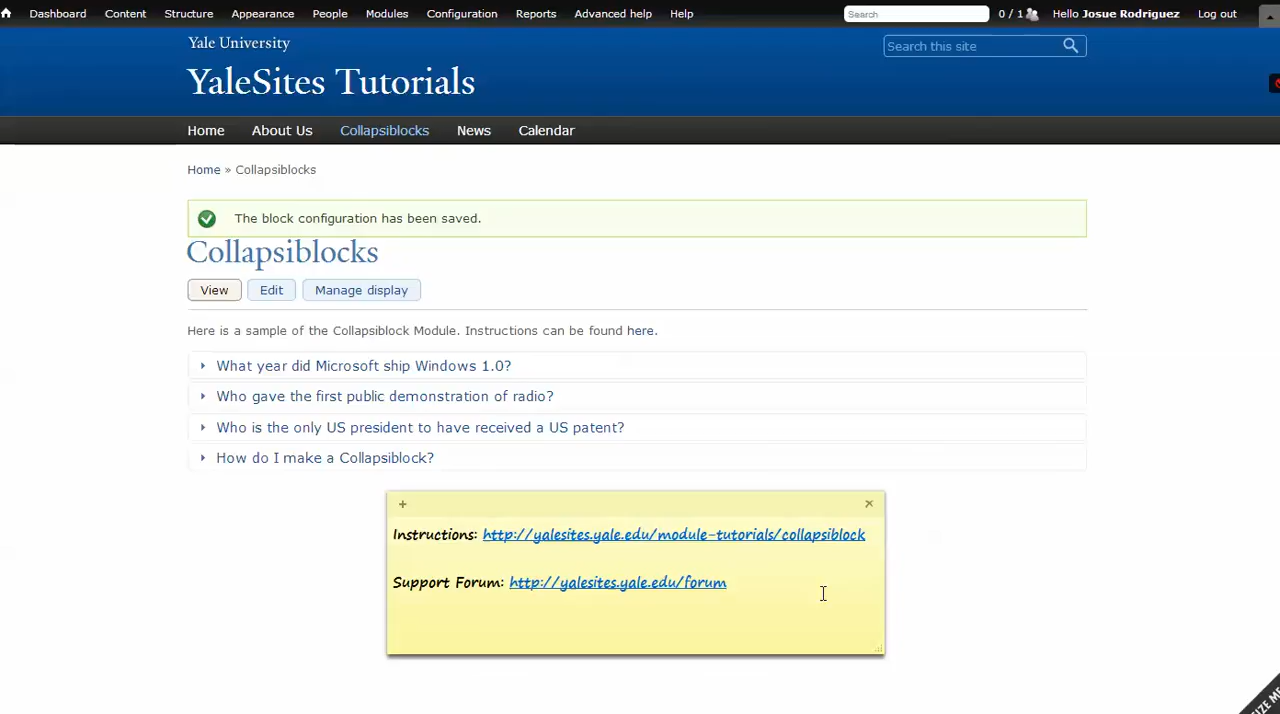 Dashboard Content Structure Appearance People Modules Configuration Reports Advanced help Help Search 0 / 1 Hello Josue Rodriguez Log out
Yale University
Search this site
YaleSites Tutorials
Home About Us Collapsiblocks News Calendar
Home » Collapsiblocks
The block configuration has been saved.
Collapsiblocks
View Edit Manage display
Here is a sample of the Collapsiblock Module. Instructions can be found here.
What year did Microsoft ship Windows 1.0?
Who gave the first public demonstration of radio?
Who is the only US president to have received a US patent?
How do I make a Collapsiblock?
Instructions: http://yalesites.yale.edu/module-tutorials/collapsiblock
Support Forum: http://yalesites.yale.edu/forum